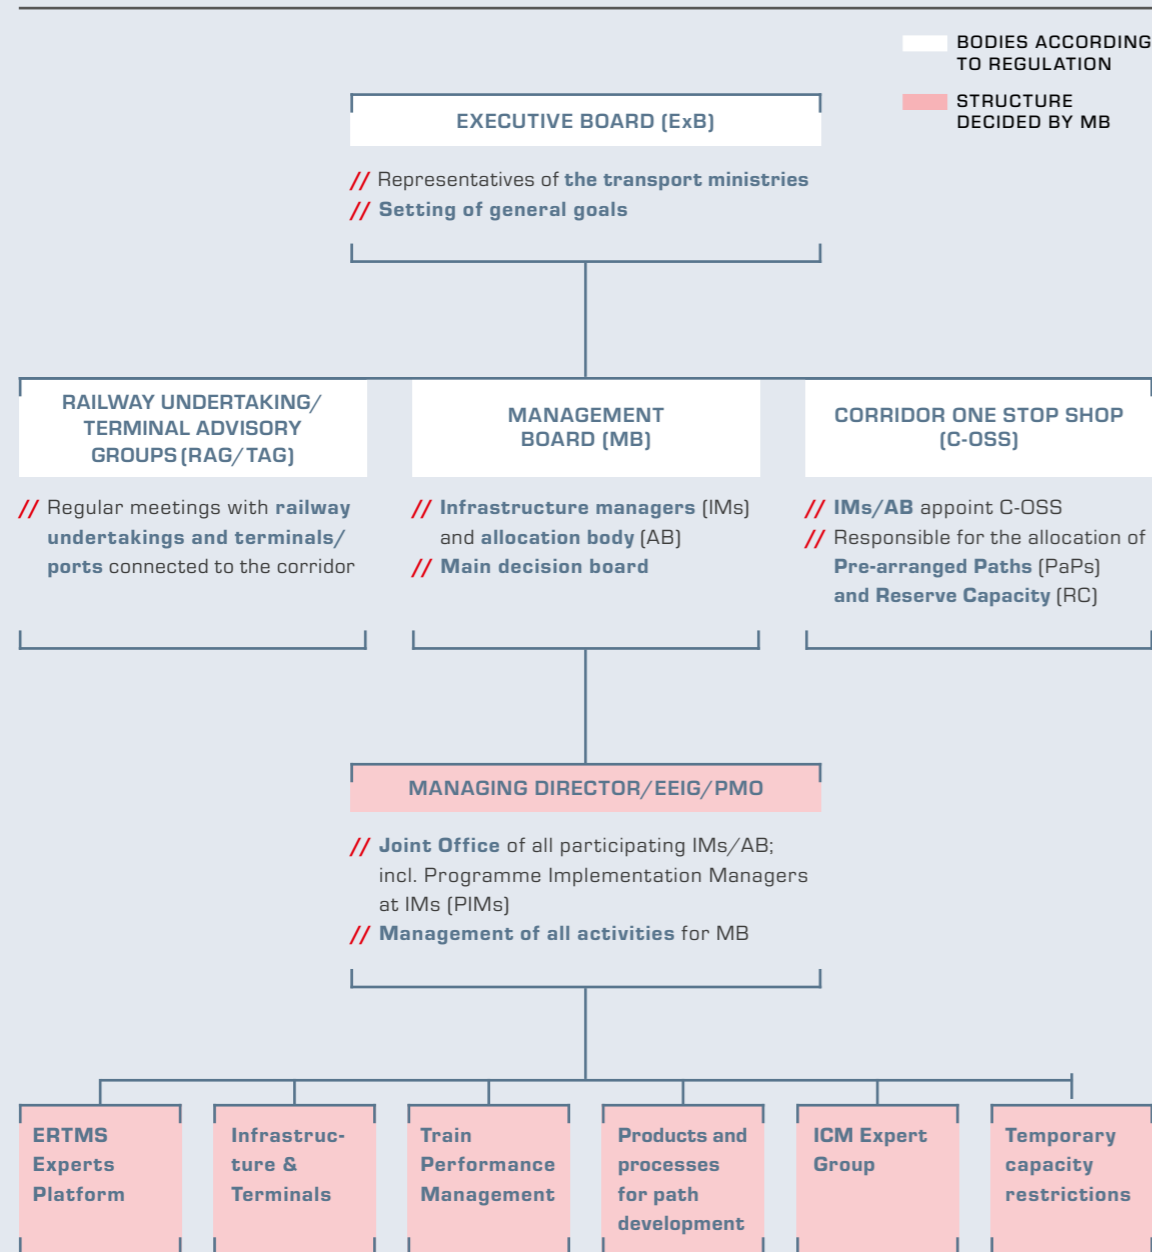 BODIES ACCORDING
TO REGULATION
STRUCTURE
DECIDED BY MB
EXECUTIVE BOARD (ExB)
// Representatives of the transport ministries
// Setting of general goals
RAILWAY UNDERTAKING/
TERMINAL ADVISORY
GROUPS (RAG/TAG)
// Regular meetings with railway
undertakings and terminals/
ports connected to the corridor
MANAGEMENT
BOARD (MB)
// Infrastructure managers (IMs)
and allocation body (AB)
// Main decision board
CORRIDOR ONE STOP SHOP
(C-OSS)
// IMs/AB appoint C-OSS
// Responsible for the allocation of
Pre-arranged Paths (PaPs)
and Reserve Capacity (RC)
MANAGING DIRECTOR/EEIG/PMO
// Joint Office of all participating IMs/AB;
incl. Programme Implementation Managers
at IMs (PIMs)
// Management of all activities for MB
ERTMS
Experts
Platform
Infrastruc-
ture &
Terminals
Train
Performance
Management
Products and
processes
for path
development
ICM Expert
Group
Temporary
capacity
restrictions